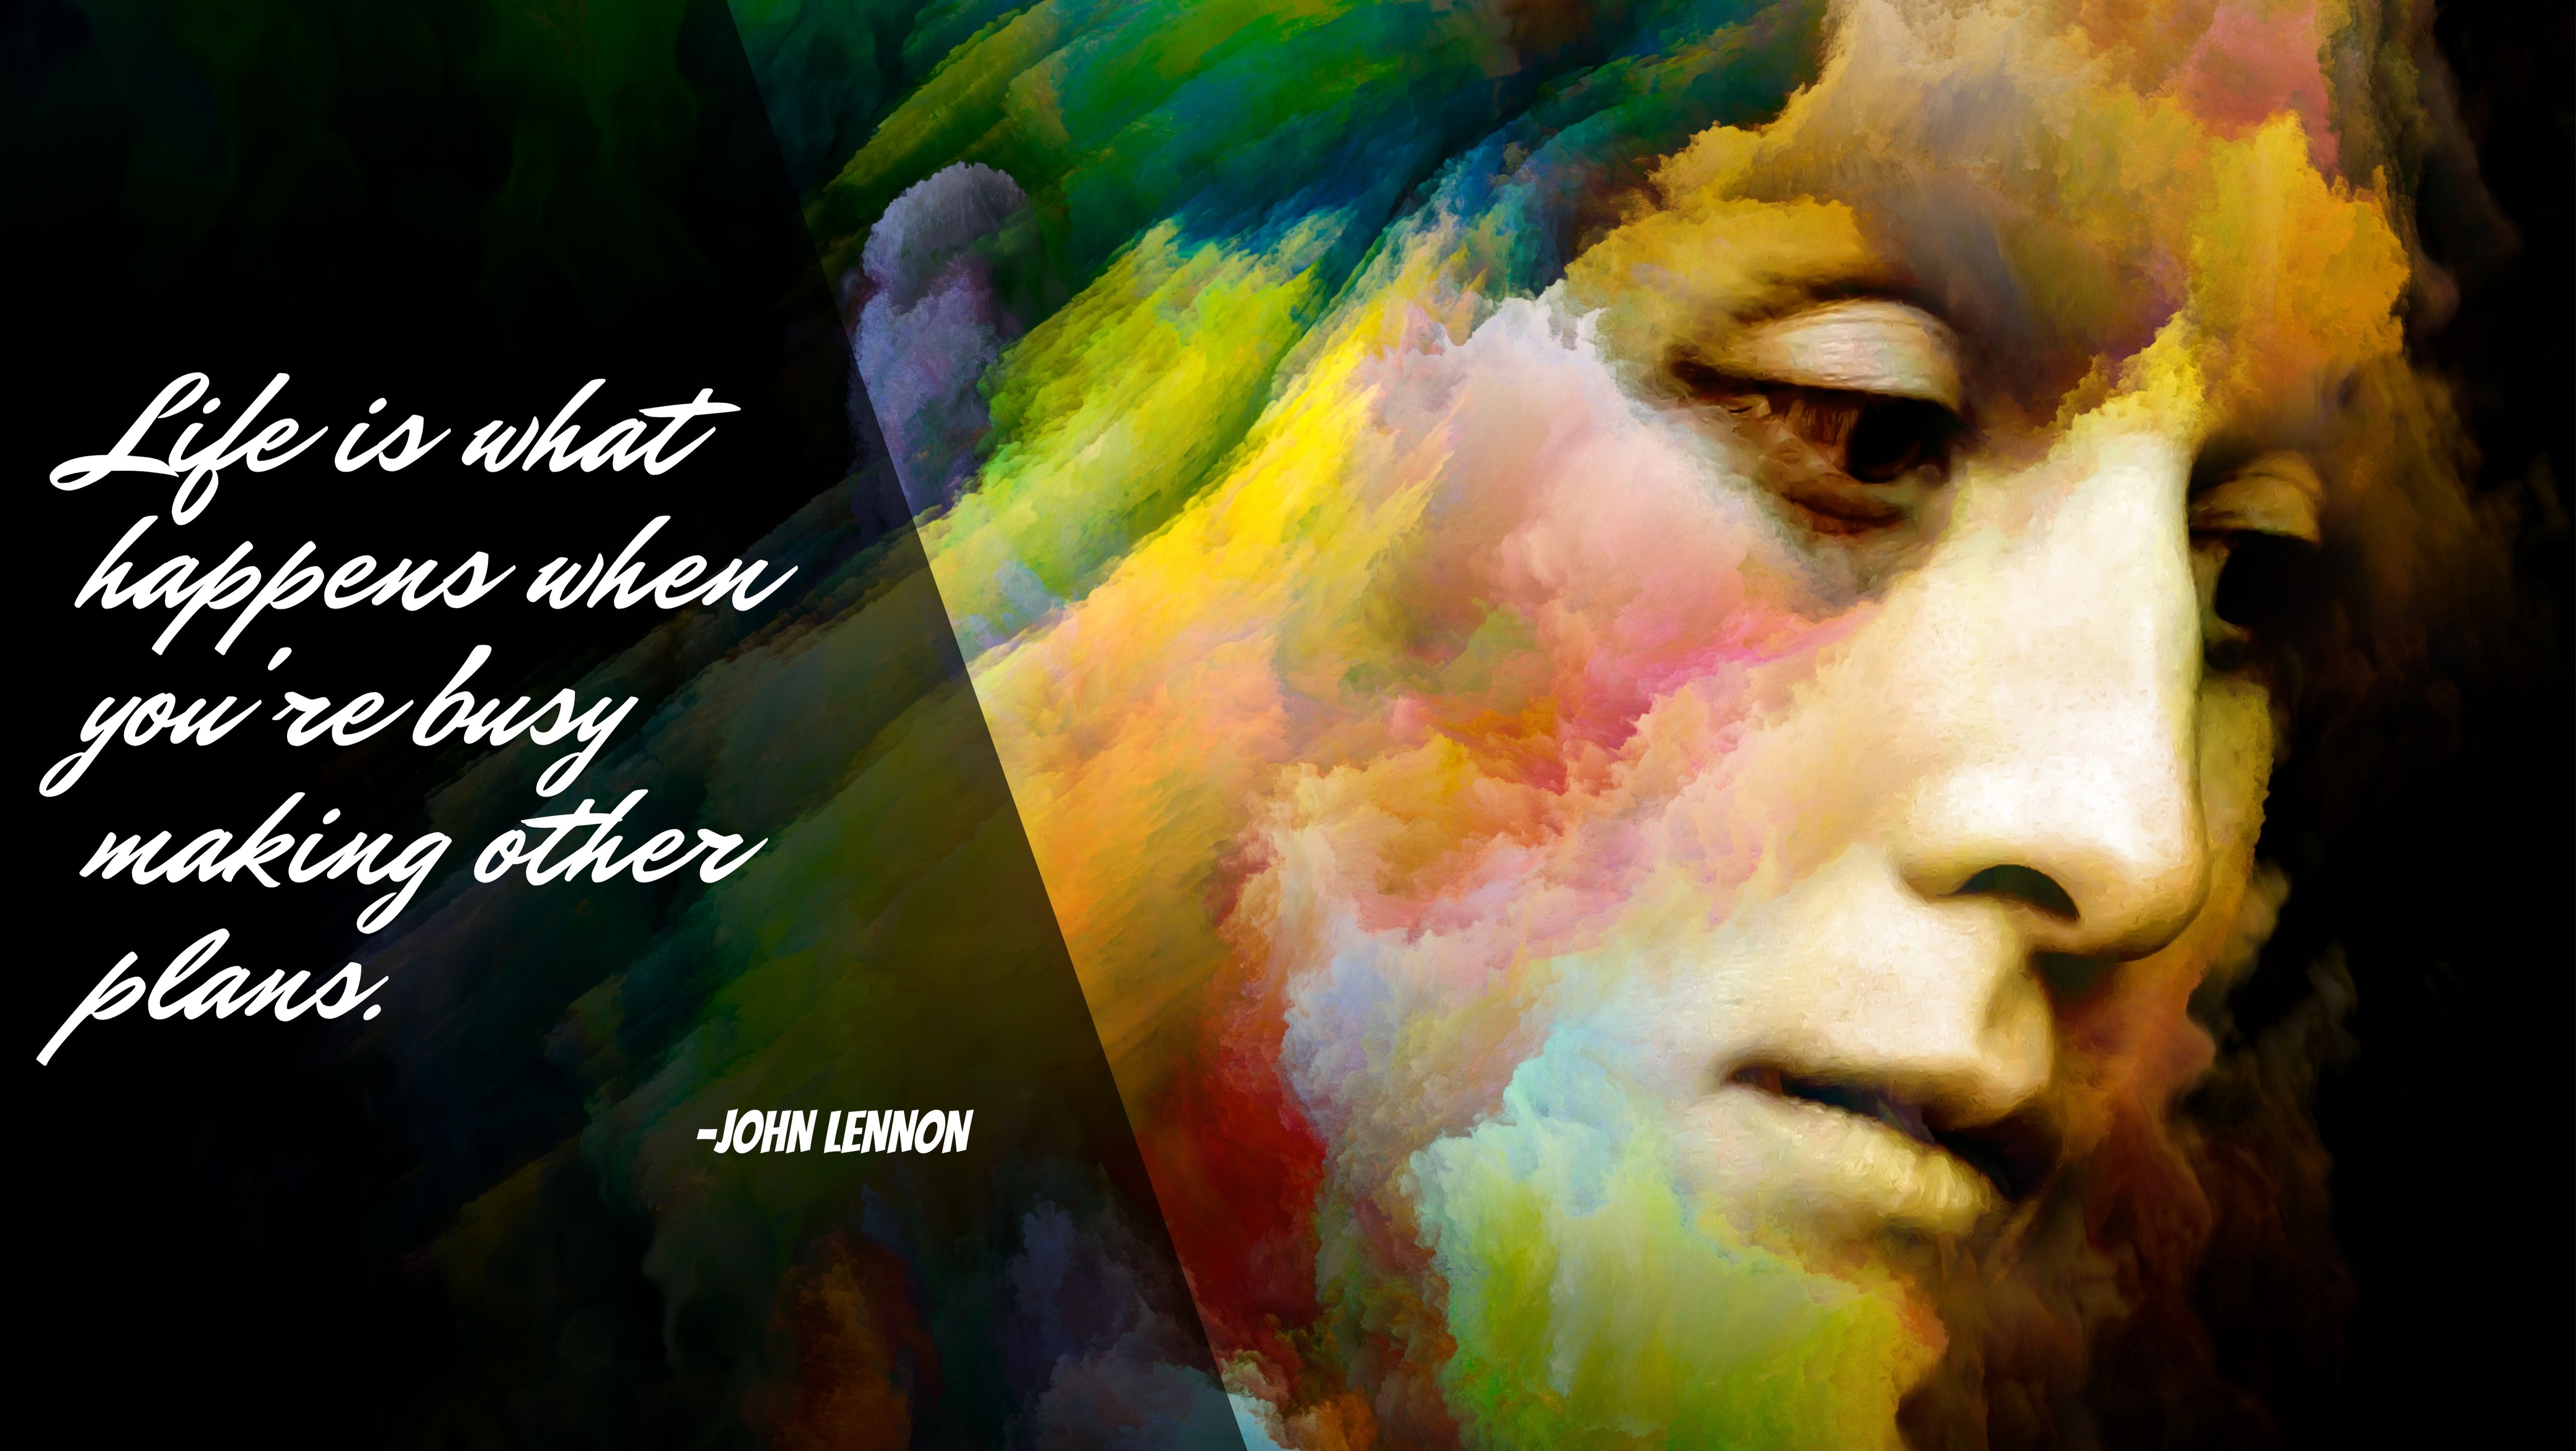 Life is what
happens when
you're busy
making other
plans.
-JOHN LENNON